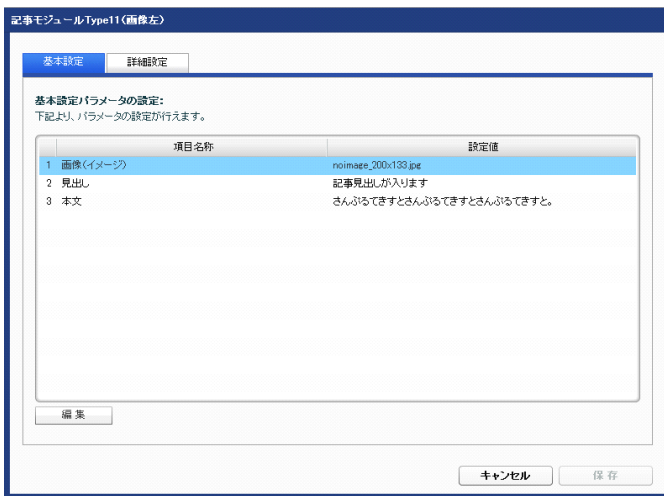 記事モジュールType11(画像左)
基本設定 詳細設定
基本設定パラメータの設定:
下記より、パラメータの設定が行えます。
項目名称 設定値
1 画像(イメージ) noimage_200x133.jpg
2 見出し 記事見出しが入ります
3 本文 さんぷるてきすとさんぷるてきすとさんぷるてきすと。
編集
キャンセル 保存